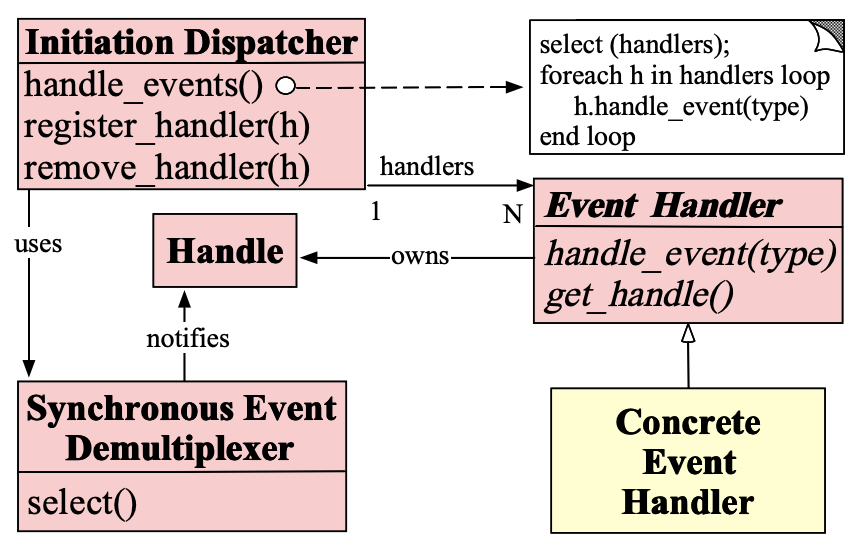 Initiation Dispatcher
handle_events()
register_handler(h)
remove_handler(h)
select (handlers);
foreach h in handlers loop
h.handle_event(type)
end loop
handlers
1
N
Event Handler
handle_event(type)
get_handle()
uses
Handle
owns
notifies
Synchronous Event
Demultiplexer
select()
Concrete
Event
Handler